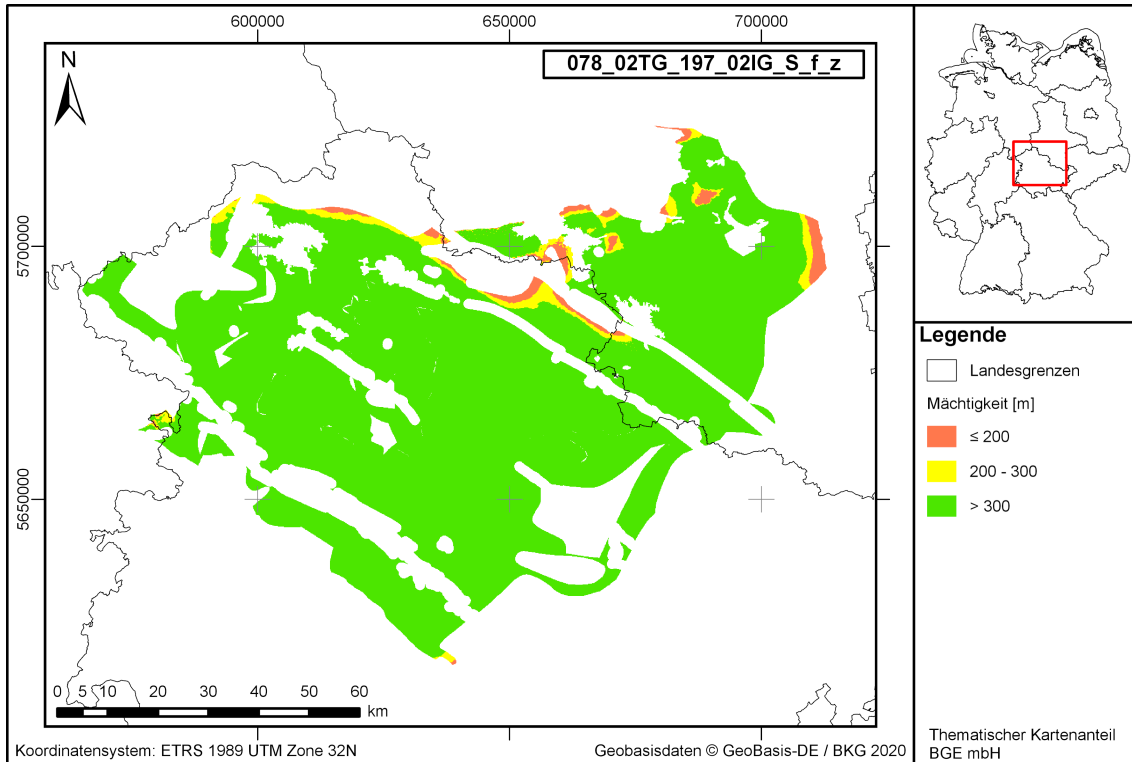 600000 650000 700000
078_02TG_197_02IG_S_f_z
N
5700000
5650000
0 5 10 20 30 40 50 60
km
Koordinatensystem: ETRS 1989 UTM Zone 32N
Geobasisdaten © GeoBasis-DE / BKG 2020
Legende
Landesgrenzen
Mächtigkeit [m]
≤ 200
200 - 300
> 300
Thematischer Kartenanteil
BGE mbH